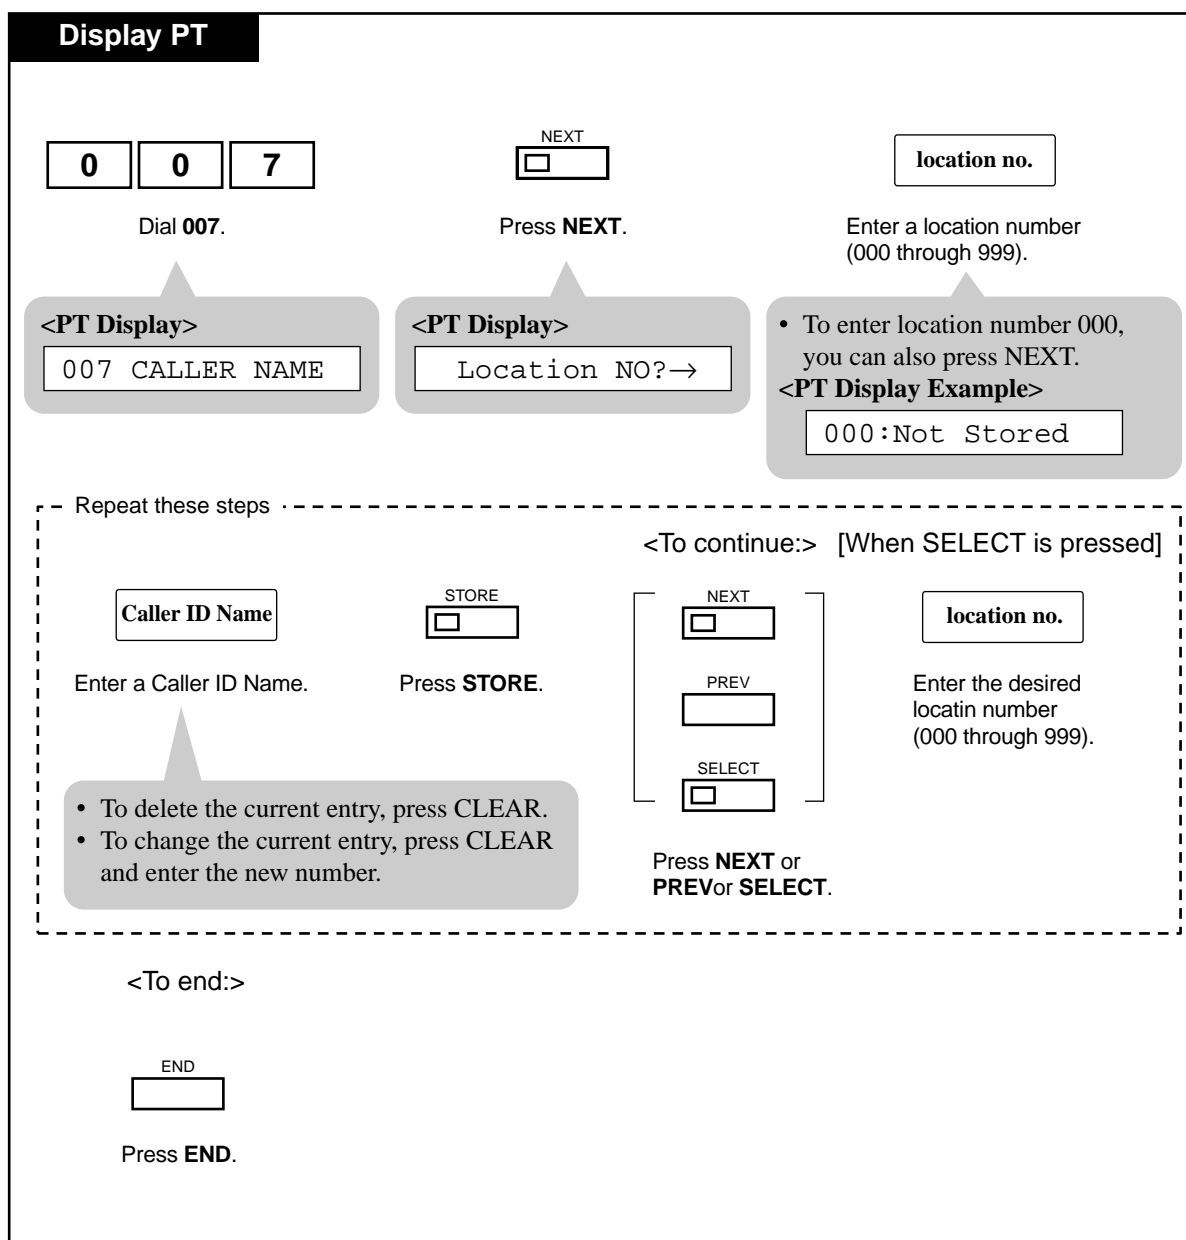 Display PT
0 0 7
NEXT
location no.
Dial 007.
Press NEXT.
Enter a location number
(000 through 999).
<PT Display>
007 CALLER NAME
<PT Display>
Location NO?→
• To enter location number 000,
you can also press NEXT.
<PT Display Example>
000:Not Stored
Repeat these steps
<To continue:> [When SELECT is pressed]
Caller ID Name
STORE
NEXT
location no.
Enter a Caller ID Name.
Press STORE.
PREV
Enter the desired
locatin number
(000 through 999).
SELECT
• To delete the current entry, press CLEAR.
• To change the current entry, press CLEAR
and enter the new number.
Press NEXT or
PREVor SELECT.
<To end:>
END
Press END.